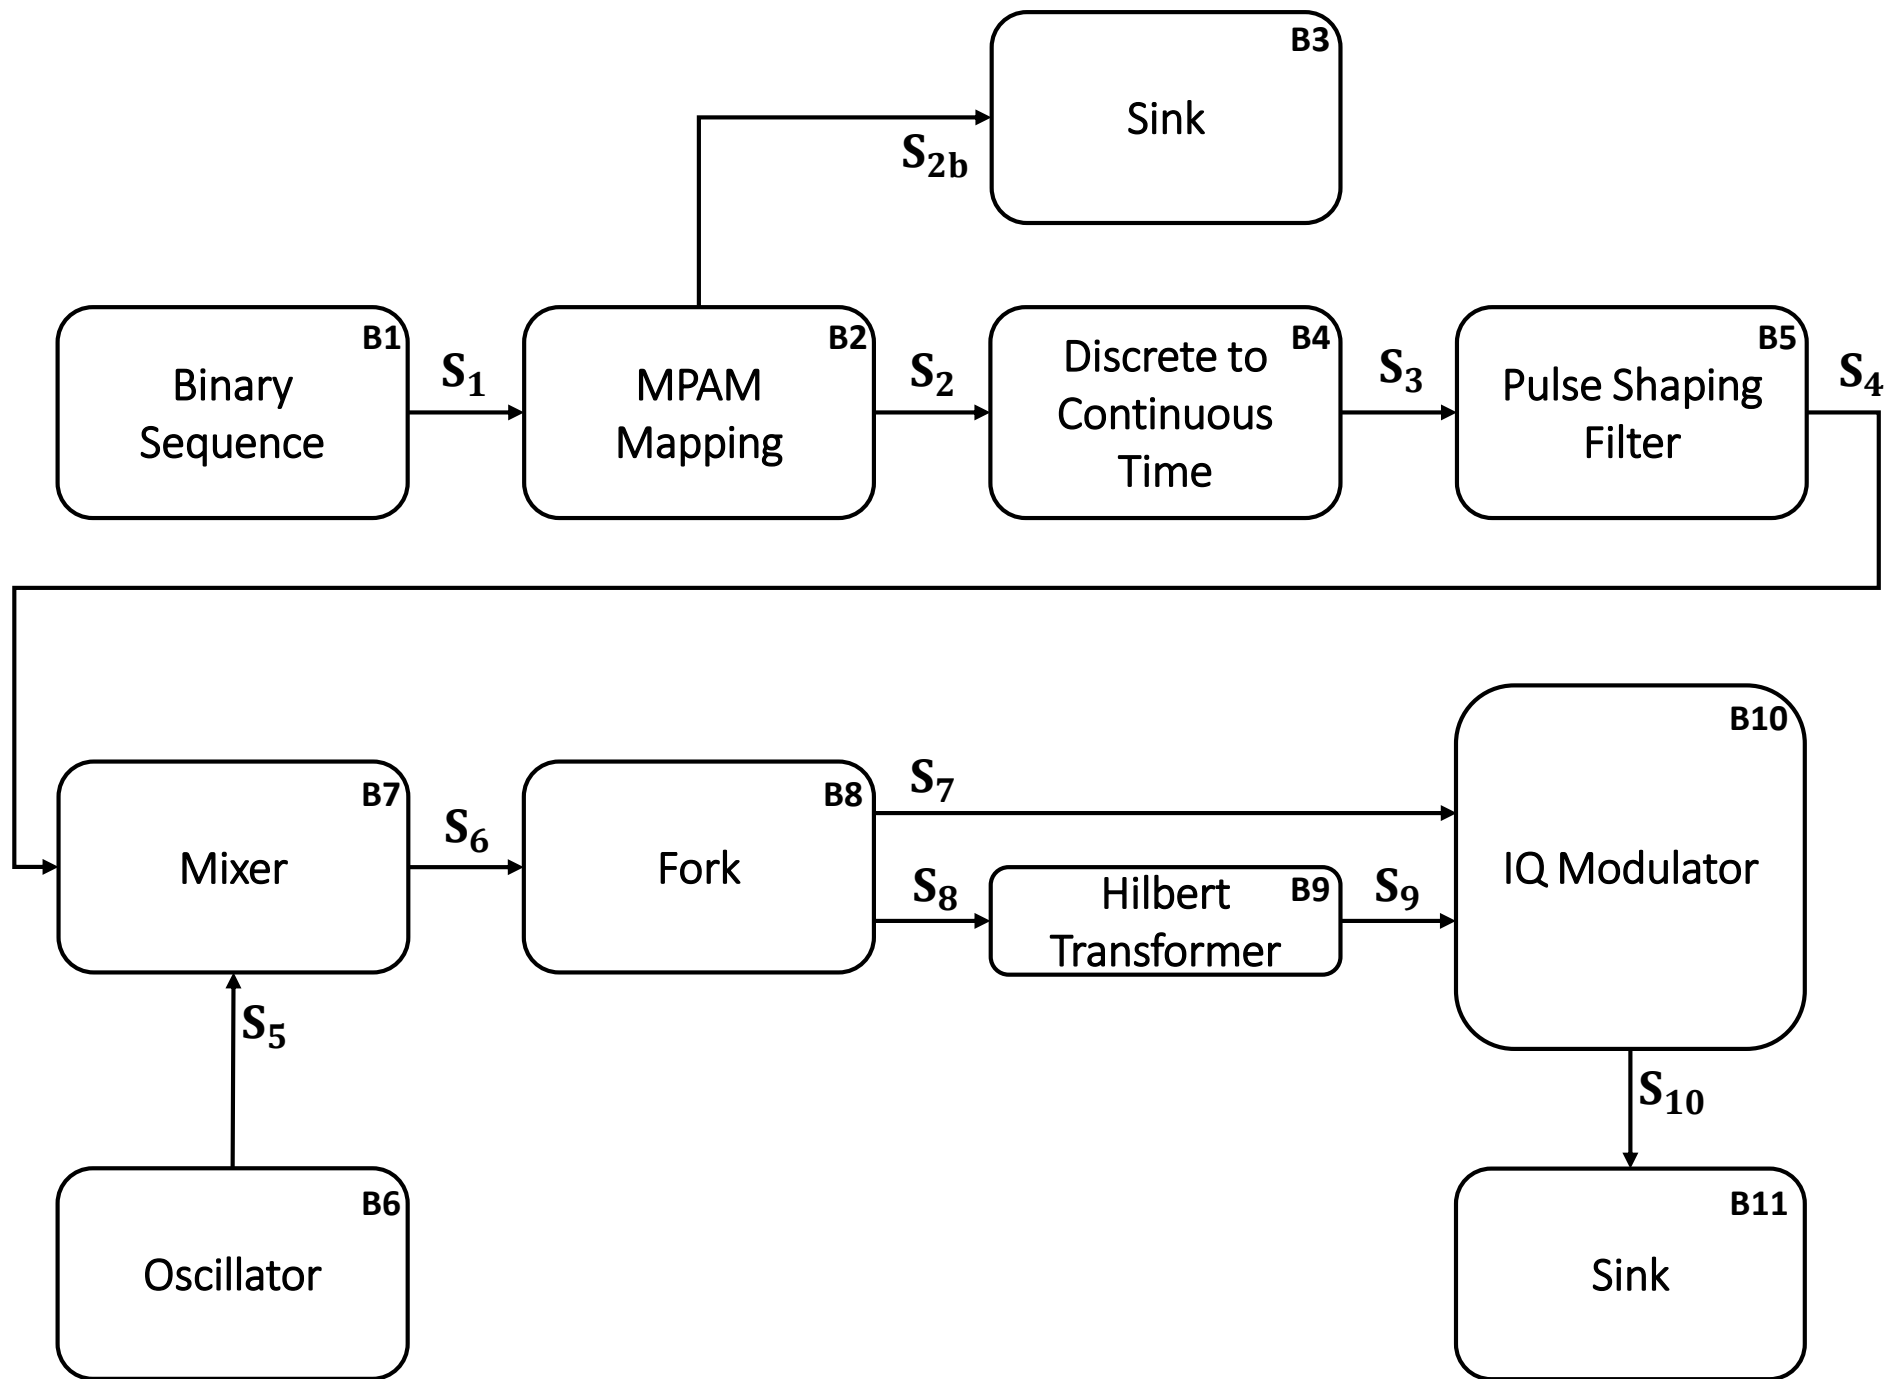 B3
Sink
S2b
B1
Binary
Sequence
S1
B2
MPAM
Mapping
S2
B4
Discrete to
Continuous
Time
S3
B5
Pulse Shaping
Filter
S4
B7
Mixer
S6
B8
Fork
S7
S8
B9
Hilbert
Transformer
S9
B10
IQ Modulator
S5
S10
B6
Oscillator
B11
Sink